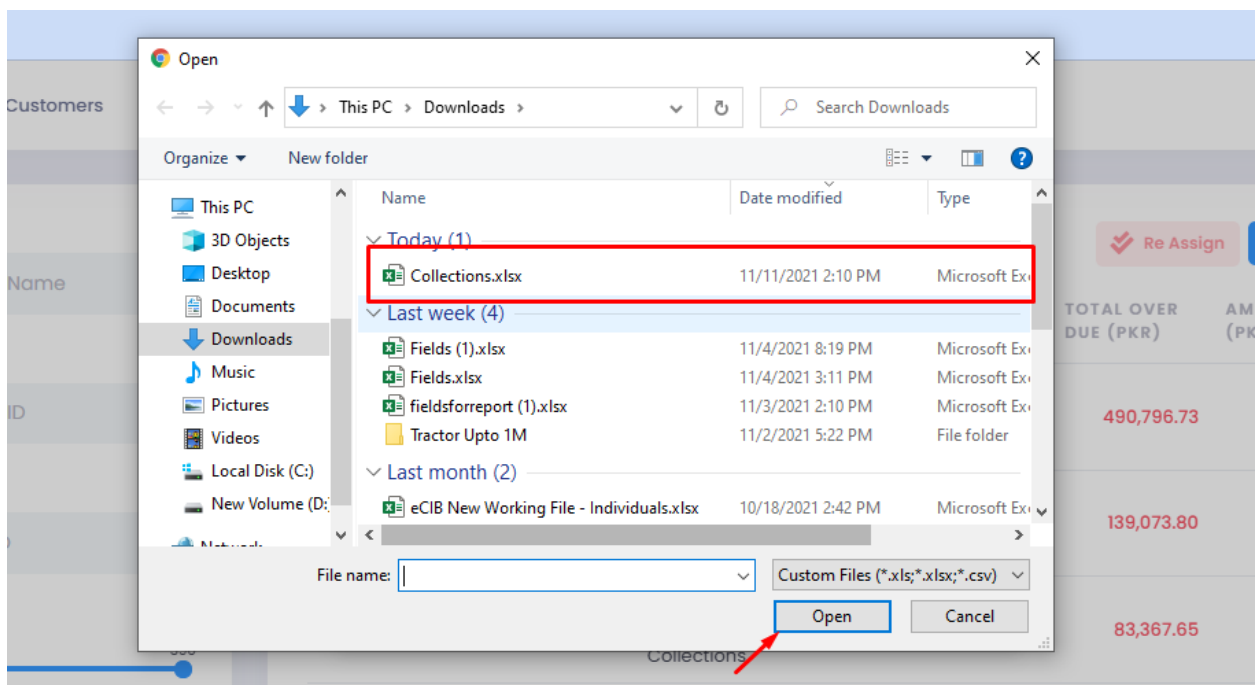 Open
Customers
This PC > Downloads >
Search Downloads
Organize
New folder
Name
Date modified
Type
This PC
3D Objects
Desktop
Documents
Downloads
Music
Pictures
Videos
Local Disk (C:)
New Volume (D:)
Today (1)
Collections.xlsx 11/11/2021 2:10 PM Microsoft Ex
Last week (4)
Fields (1).xlsx 11/4/2021 8:19 PM Microsoft Ex
Fields.xlsx 11/4/2021 3:11 PM Microsoft Ex
fieldsforreport (1).xlsx 11/3/2021 2:10 PM Microsoft Ex
Tractor Upto 1M 11/2/2021 5:22 PM File folder
Last month (2)
eCIB New Working File - Individuals.xlsx 10/18/2021 2:42 PM Microsoft Ex
File name:
Custom Files (*.xls;*.xlsx;*.csv)
Open
Cancel
Name
ID
Re Assign
TOTAL OVER
DUE (PKR)
AM
(PK
490,796.73
139,073.80
83,367.65
Collections